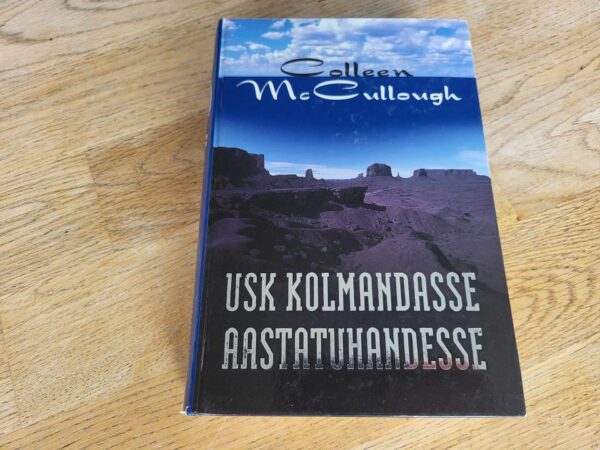 Colleen
McCullough
USK KOLMANDASSE
AASTATUHANDESSE